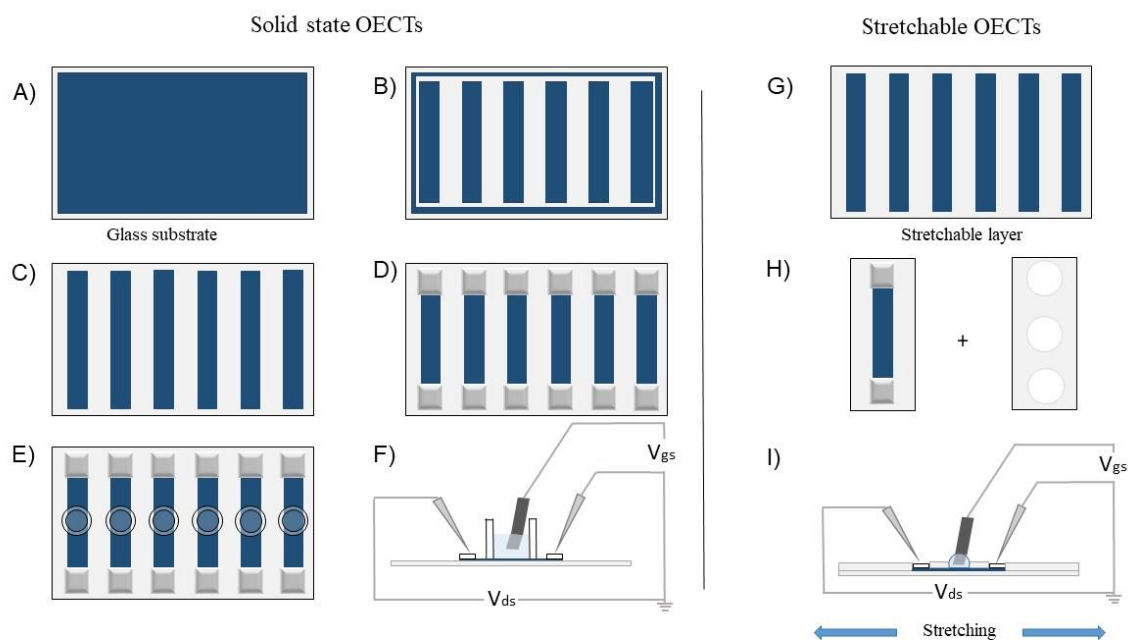 Solid state OECTs
Stretchable OECTs
A)
B)
G)
Glass substrate
Stretchable layer
C)
D)
H)
+
E)
F)
I)
Vgs
Vgs
Vds
Vds
Stretching